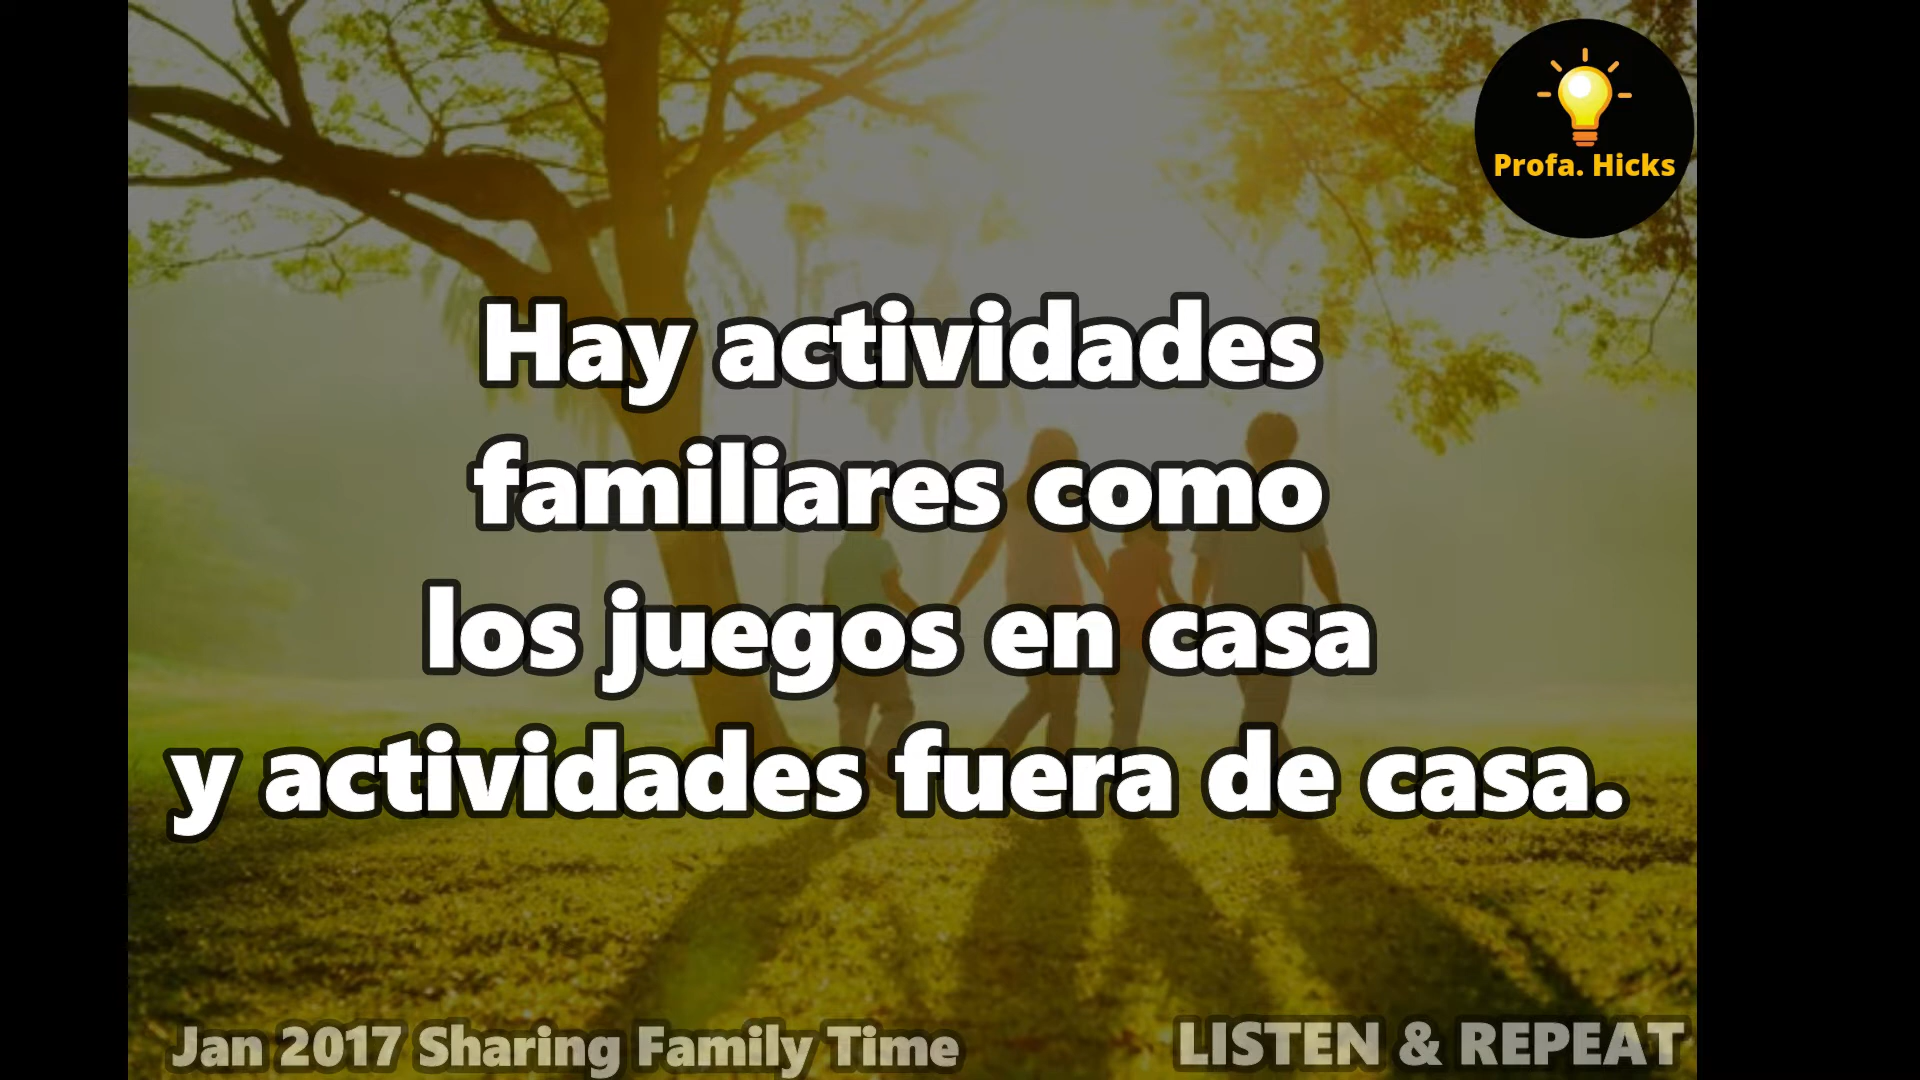 Profa. Hicks
Hay actividades
familiares como
los juegos en casa
y actividades fuera de casa.
Jan 2017 Sharing Family Time
LISTEN & REPEAT